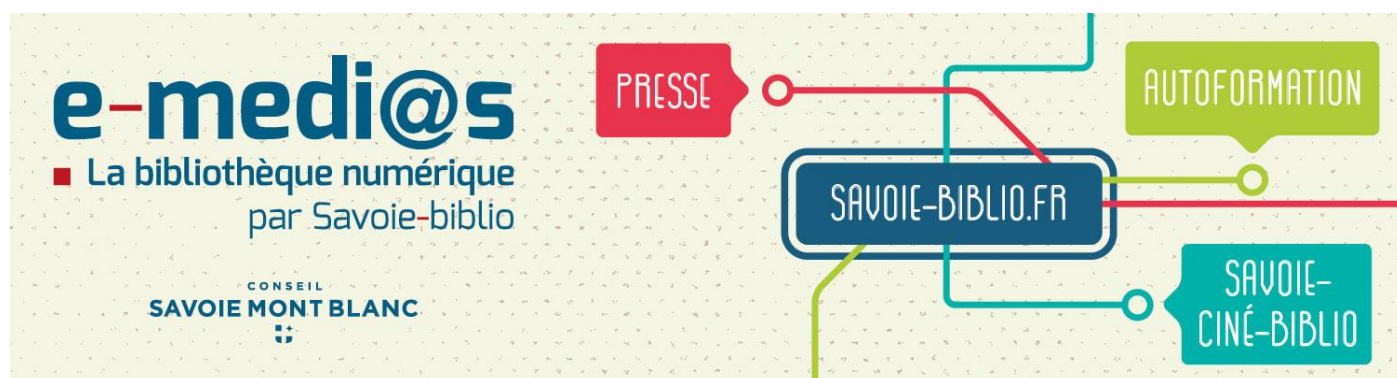 e-medi@s
La bibliothèque numérique
par Savoie-biblio
CONSEIL
SAVOIE MONT BLANC
PRESSE
AUTOFORMATION
SAVOIE-BIBLIO.FR
SAVOIE-
CINÉ-BIBLIO